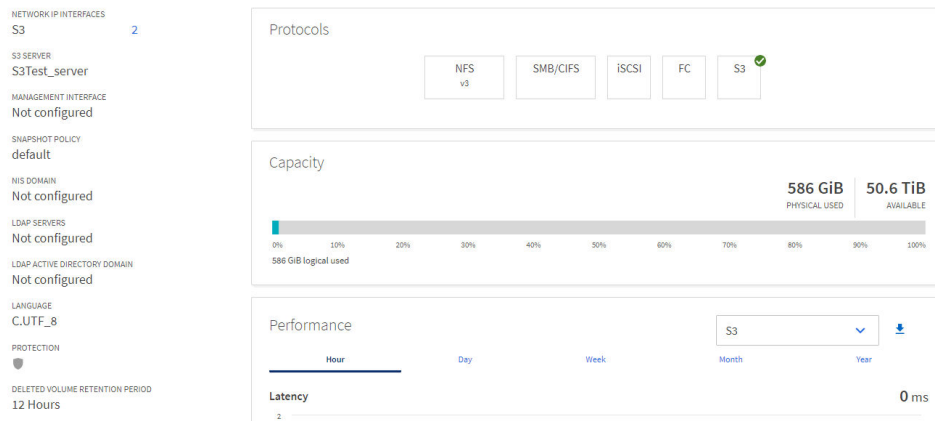 NETWORK IP INTERFACES
S3 2
S3 SERVER
S3Test_server
MANAGEMENT INTERFACE
Not configured
SNAPSHOT POLICY
default
NIS DOMAIN
Not configured
LDAP SERVERS
Not configured
LDAP ACTIVE DIRECTORY DOMAIN
Not configured
LANGUAGE
C.UTF_8
PROTECTION
DELETED VOLUME RETENTION PERIOD
12 Hours
Protocols
NFS SMB/CIFS iSCSI FC S3
v3
Capacity
586 GiB 50.6 TiB
PHYSICAL USED AVAILABLE
0% 10% 20% 30% 40% 50% 60% 70% 80% 90% 100%
586 GiB logical used
Performance
S3
Hour Day Week Month Year
Latency 0 ms
2